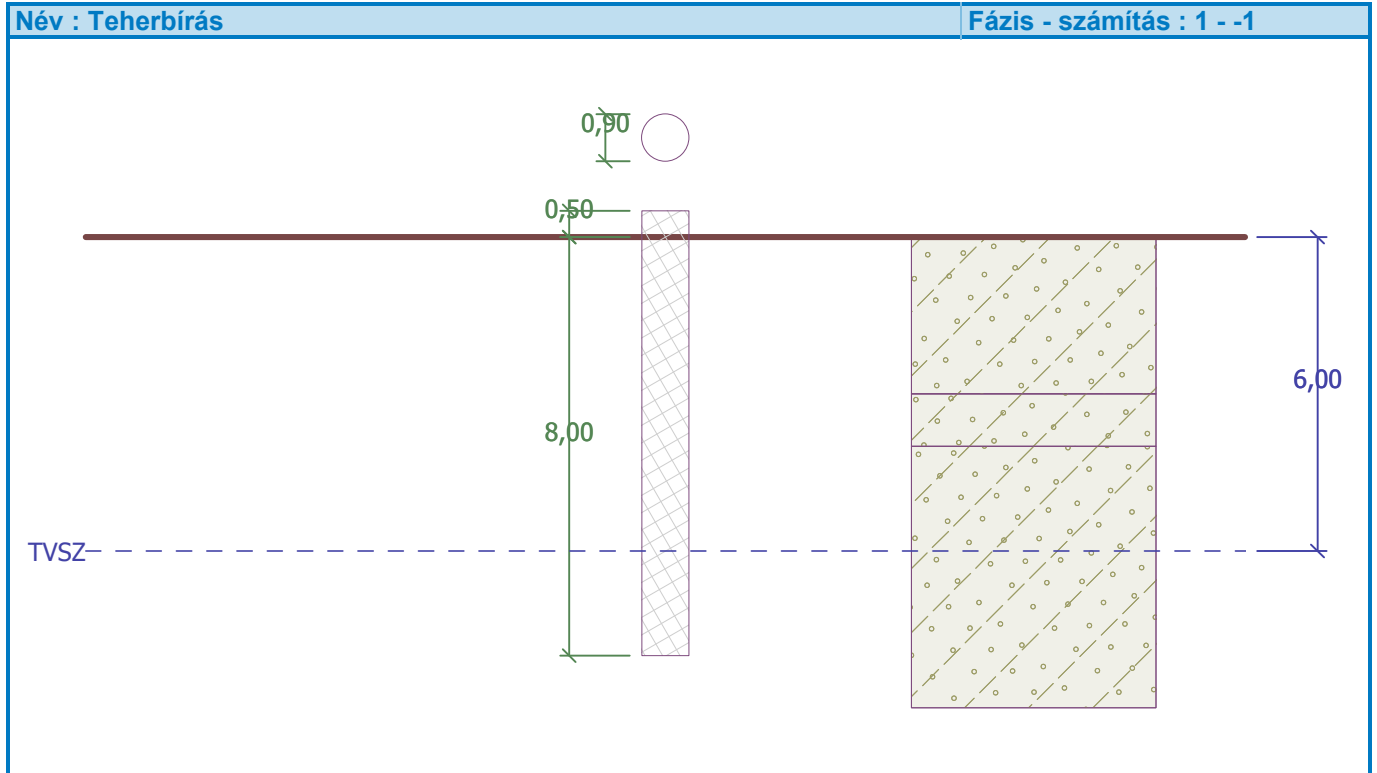 Név : Teherbírás
Fázis - számítás : 1 - -1
0,90
0,50
6,00
8,00
TVSZ